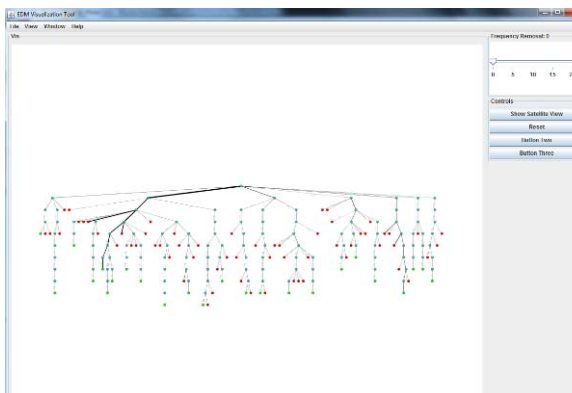 EDM Visualization Tool
File View Window Help
Vis
Frequency Removal: 0
0 5 10 15
Controls
Show Satellite View
Reset
Button Two
Button Three